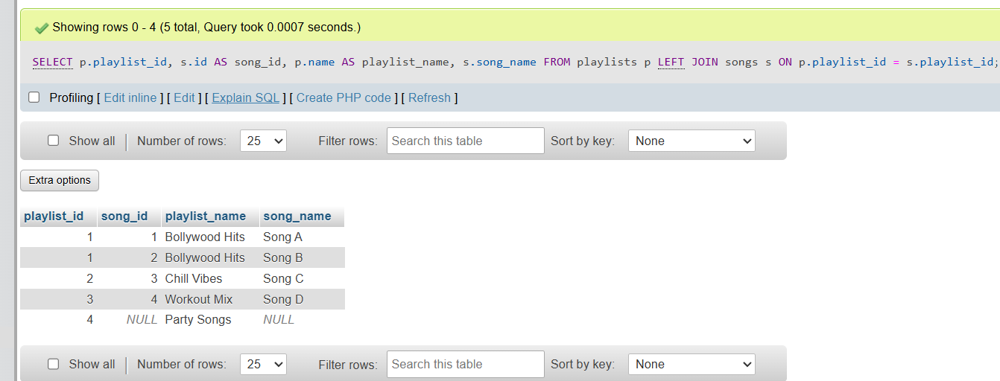 Showing rows 0 - 4 (5 total, Query took 0.0007 seconds.)
SELECT p.playlist_id, s.id AS song_id, p.name AS playlist_name, s.song_name FROM playlists p LEFT JOIN songs s ON p.playlist_id = s.playlist_id;
Profiling [ Edit inline ] [ Edit ] [ Explain SQL ] [ Create PHP code ] [ Refresh ]
Show all | Number of rows: 25 Filter rows: Search this table Sort by key: None
Extra options
playlist_id song_id playlist_name song_name
1 1 Bollywood Hits Song A
1 2 Bollywood Hits Song B
2 3 Chill Vibes Song C
3 4 Workout Mix Song D
4 NULL Party Songs NULL
Show all | Number of rows: 25 Filter rows: Search this table Sort by key: None